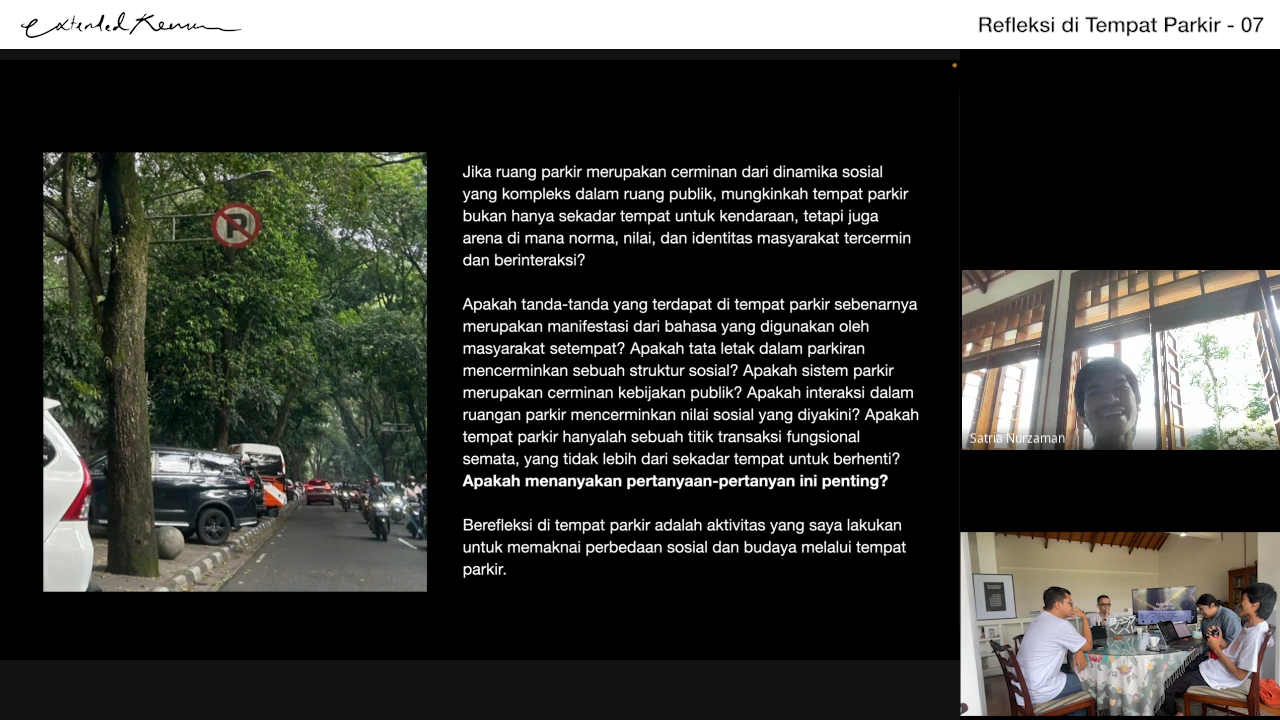 Extended Kenun
Refleksi di Tempat Parkir - 07
P
Jika ruang parkir merupakan cerminan dari dinamika sosial
yang kompleks dalam ruang publik, mungkinkah tempat parkir
bukan hanya sekadar tempat untuk kendaraan, tetapi juga
arena di mana norma, nilai, dan identitas masyarakat tercermin
dan berinteraksi?
Apakah tanda-tanda yang terdapat di tempat parkir sebenarnya
merupakan manifestasi dari bahasa yang digunakan oleh
masyarakat setempat? Apakah tata letak dalam parkiran
mencerminkan sebuah struktur sosial? Apakah sistem parkir
merupakan cerminan kebijakan publik? Apakah interaksi dalam
ruangan parkir mencerminkan nilai sosial yang diyakini? Apakah
tempat parkir hanyalah sebuah titik transaksi fungsional
semata, yang tidak lebih dari sekadar tempat untuk berhenti?
Apakah menanyakan pertanyaan-pertanyan ini penting?
Berefleksi di tempat parkir adalah aktivitas yang saya lakukan
untuk memaknai perbedaan sosial dan budaya melalui tempat
parkir.
Satria Nurzaman